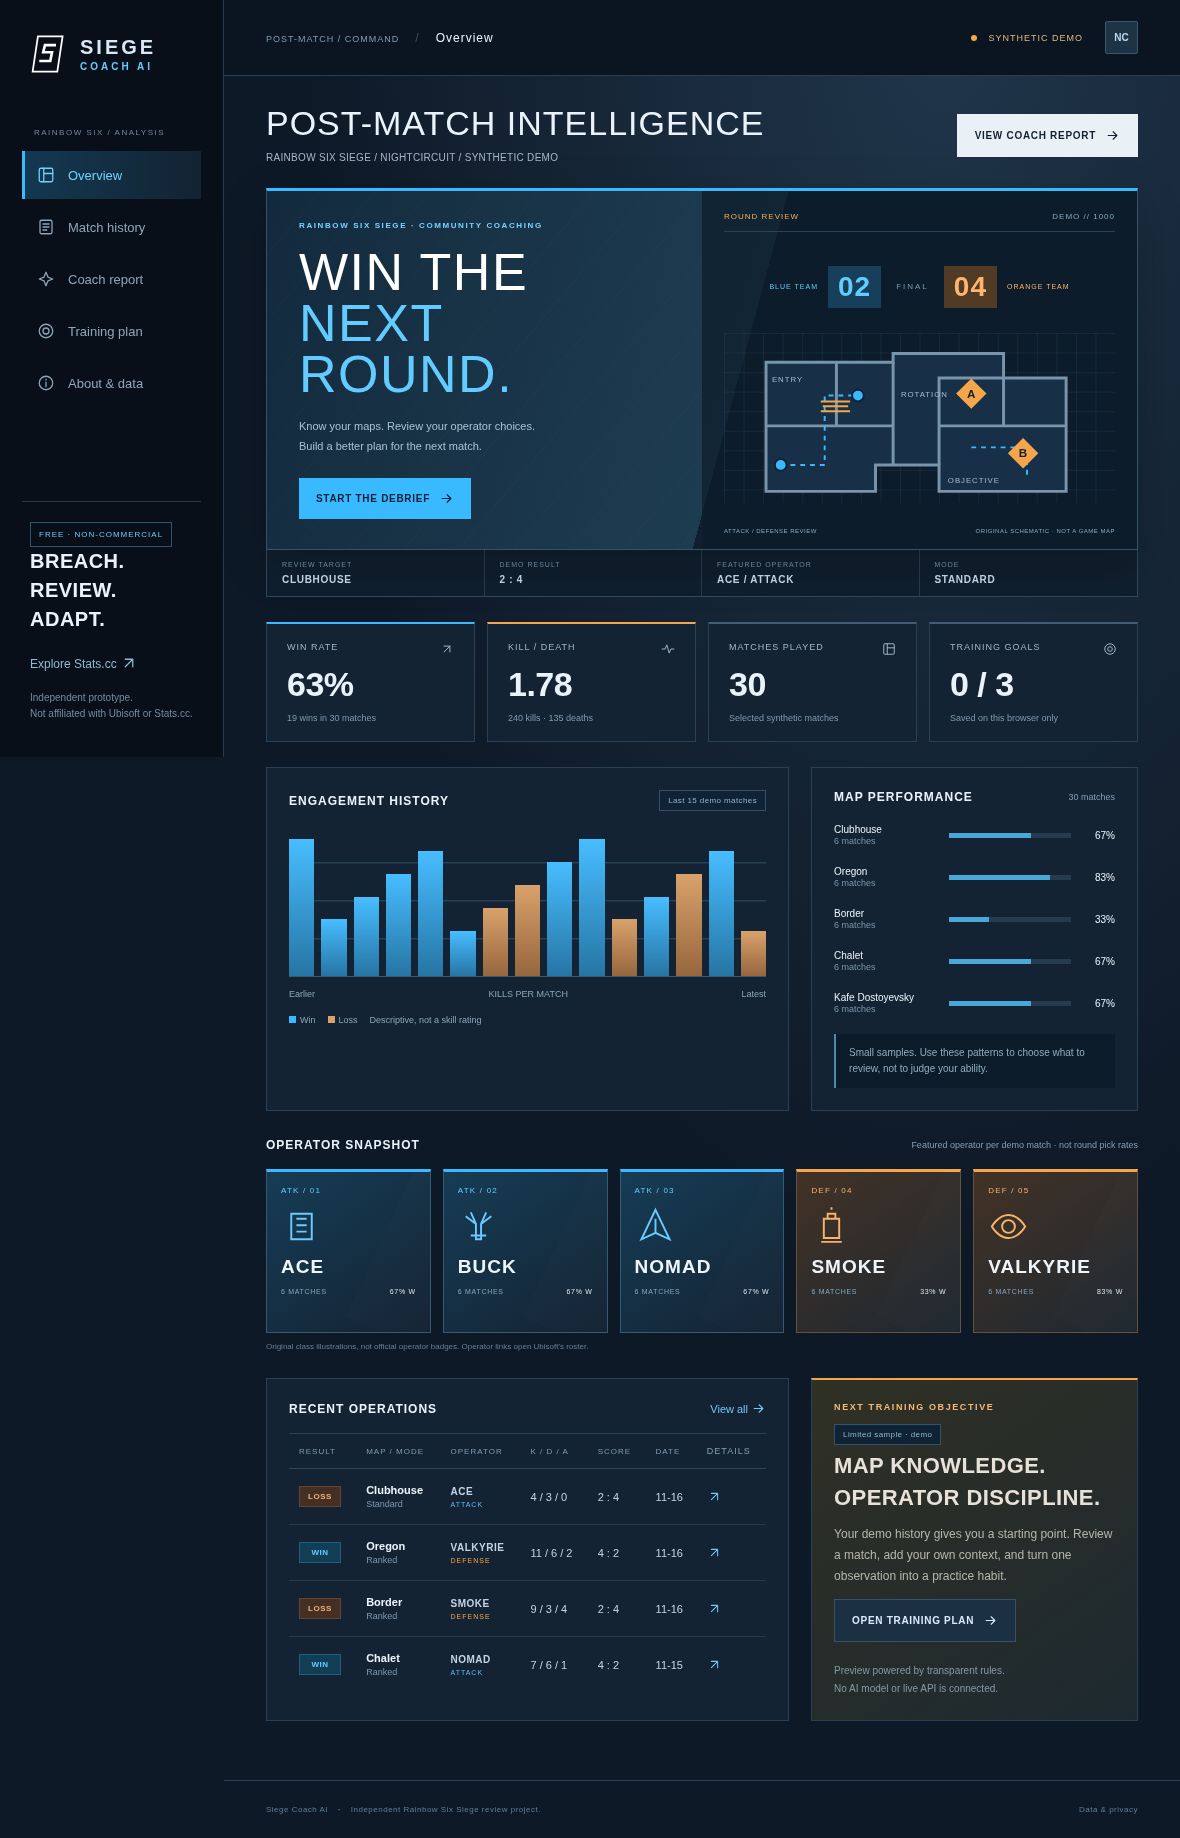 SIEGE
COACH AI
RAINBOW SIX / ANALYSIS
Overview
Match history
Coach report
Training plan
About & data
FREE · NON-COMMERCIAL
BREACH.
REVIEW.
ADAPT.
Explore Stats.cc
Independent prototype.
Not affiliated with Ubisoft or Stats.cc.
POST-MATCH / COMMAND / Overview
SYNTHETIC DEMO
NC
POST-MATCH INTELLIGENCE
RAINBOW SIX SIEGE / NIGHTCIRCUIT / SYNTHETIC DEMO
VIEW COACH REPORT
RAINBOW SIX SIEGE · COMMUNITY COACHING
WIN THE
NEXT
ROUND.
Know your maps. Review your operator choices.
Build a better plan for the next match.
START THE DEBRIEF
ROUND REVIEW
DEMO // 1000
BLUE TEAM 02 FINAL 04 ORANGE TEAM
ENTRY
ROTATION
A
B
OBJECTIVE
ATTACK / DEFENSE REVIEW
ORIGINAL SCHEMATIC · NOT A GAME MAP
REVIEW TARGET
CLUBHOUSE
DEMO RESULT
2 : 4
FEATURED OPERATOR
ACE / ATTACK
MODE
STANDARD
WIN RATE
63%
19 wins in 30 matches
KILL / DEATH
1.78
240 kills · 135 deaths
MATCHES PLAYED
30
Selected synthetic matches
TRAINING GOALS
0 / 3
Saved on this browser only
ENGAGEMENT HISTORY
Last 15 demo matches
Earlier KILLS PER MATCH Latest
Win Loss Descriptive, not a skill rating
MAP PERFORMANCE
30 matches
Clubhouse
6 matches
67%
Oregon
6 matches
83%
Border
6 matches
33%
Chalet
6 matches
67%
Kafe Dostoyevsky
6 matches
67%
Small samples. Use these patterns to choose what to
review, not to judge your ability.
OPERATOR SNAPSHOT
Featured operator per demo match · not round pick rates
ATK / 01
ACE
6 MATCHES 67% W
ATK / 02
BUCK
6 MATCHES 67% W
ATK / 03
NOMAD
6 MATCHES 67% W
DEF / 04
SMOKE
6 MATCHES 33% W
DEF / 05
VALKYRIE
6 MATCHES 83% W
Original class illustrations, not official operator badges. Operator links open Ubisoft's roster.
RECENT OPERATIONS
View all
RESULT MAP / MODE OPERATOR K / D / A SCORE DATE DETAILS
LOSS Clubhouse ACE 4 / 3 / 0 2 : 4 11-16
Standard ATTACK
WIN Oregon VALKYRIE 11 / 6 / 2 4 : 2 11-16
Ranked DEFENSE
LOSS Border SMOKE 9 / 3 / 4 2 : 4 11-16
Ranked DEFENSE
WIN Chalet NOMAD 7 / 6 / 1 4 : 2 11-15
Ranked ATTACK
NEXT TRAINING OBJECTIVE
Limited sample · demo
MAP KNOWLEDGE.
OPERATOR DISCIPLINE.
Your demo history gives you a starting point. Review
a match, add your own context, and turn one
observation into a practice habit.
OPEN TRAINING PLAN
Preview powered by transparent rules.
No AI model or live API is connected.
Siege Coach AI · Independent Rainbow Six Siege review project.
Data & privacy